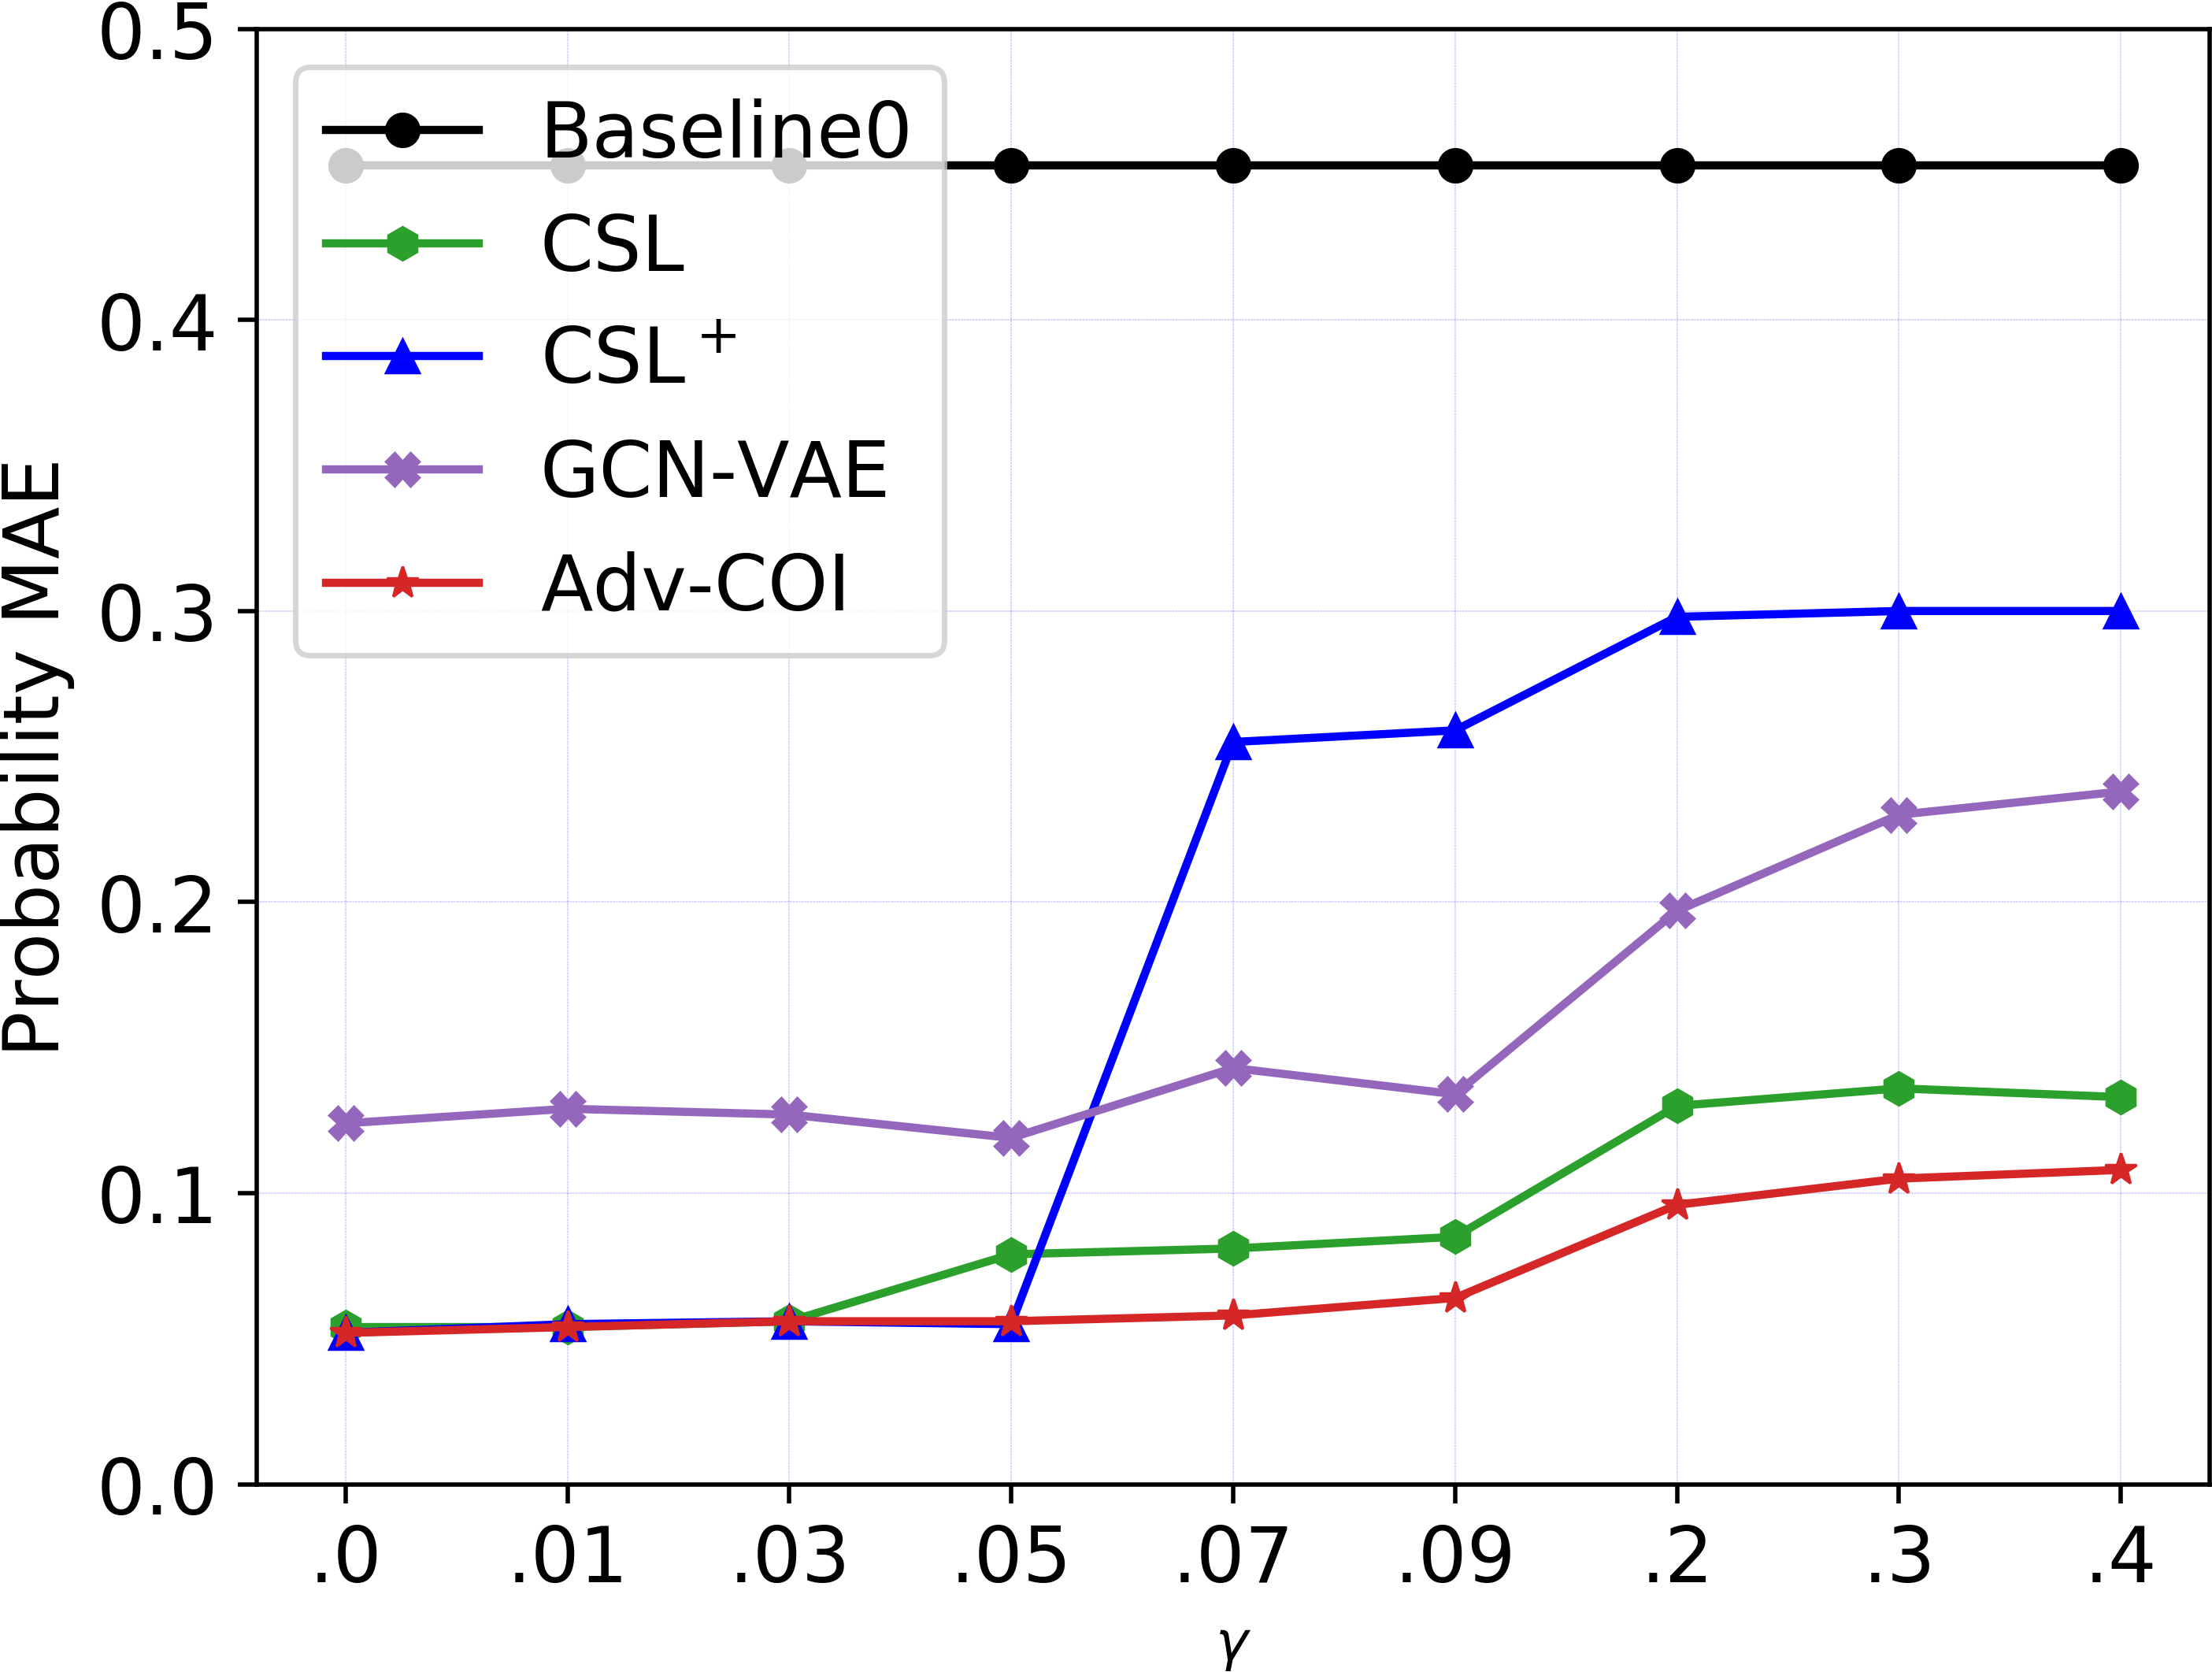 Probability MAE
0.5
0.4
0.3
0.2
0.1
0.0
Baseline0
CSL
CSL+
GCN-VAE
Adv-COI
.0 .01 .03 .05 .07 .09 .2 .3 .4
γ